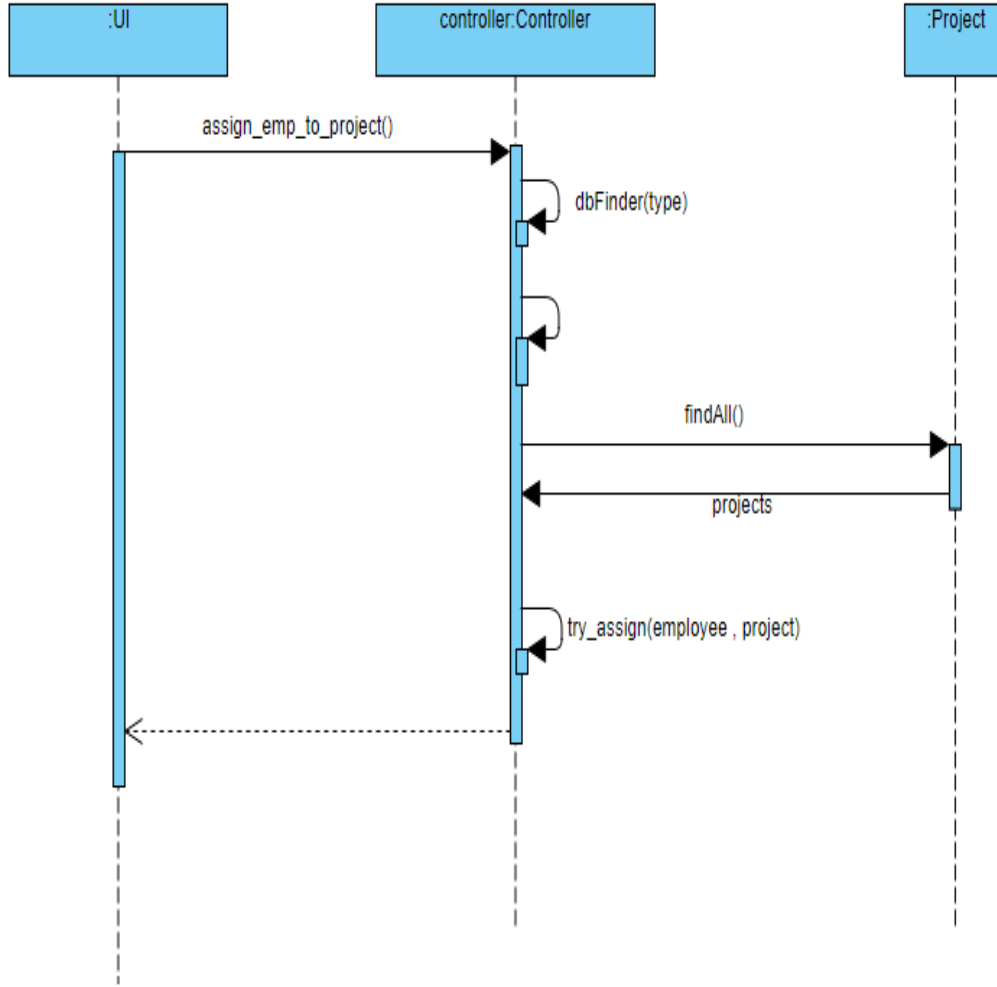 :UI
controller:Controller
:Project
assign_emp_to_project()
dbFinder(type)
findAll()
projects
try_assign(employee , project)